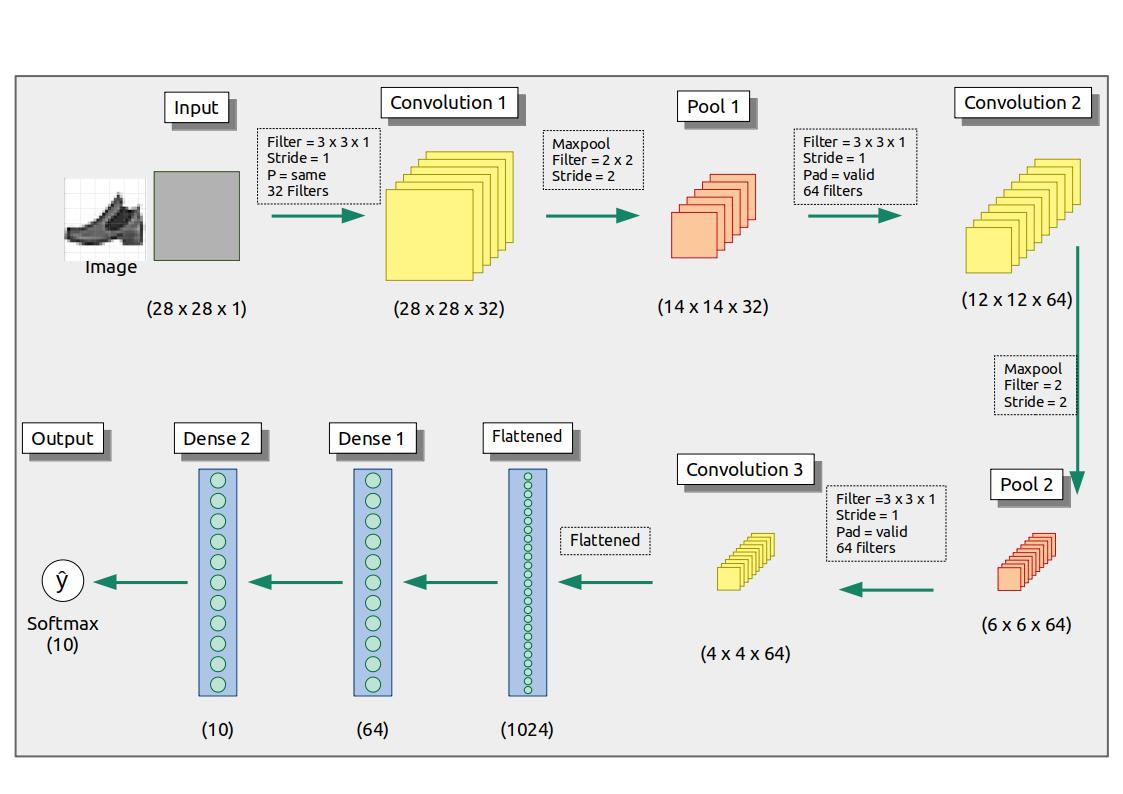 Input
Convolution 1
Pool 1
Convolution 2
Filter = 3 x 3 x 1
Stride = 1
P = same
32 Filters
Maxpool
Filter = 2 x 2
Stride = 2
Filter = 3 x 3 x 1
Stride = 1
Pad = valid
64 filters
Image
(28 x 28 x 1)
(28 x 28 x 32)
(14 x 14 x 32)
(12 x 12 x 64)
Maxpool
Filter = 2
Stride = 2
Output
Dense 2
Dense 1
Flattened
Convolution 3
Pool 2
Filter =3 x 3 x 1
Stride = 1
Pad = valid
64 filters
Flattened
ŷ
Softmax
(10)
(6 x 6 x 64)
(4 x 4 x 64)
(10)
(64)
(1024)